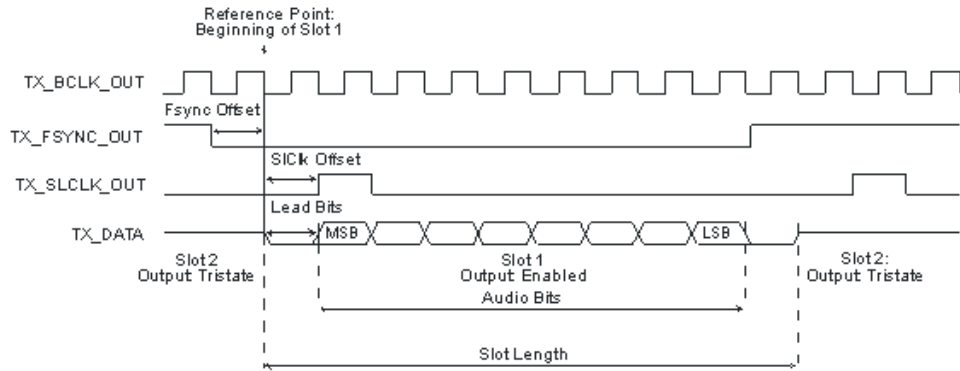 Reference Point:
Beginning of Slot 1
TX_BCLK_OUT
Fsync Offset
TX_FSYNC_OUT
SlClk Offset
TX_SLCLK_OUT
Lead Bits
TX_DATA
MSB
LSB
Slot 2
Output Tristate
Slot 1
Output Enabled
Slot 2:
Output Tristate
Audio Bits
Slot Length